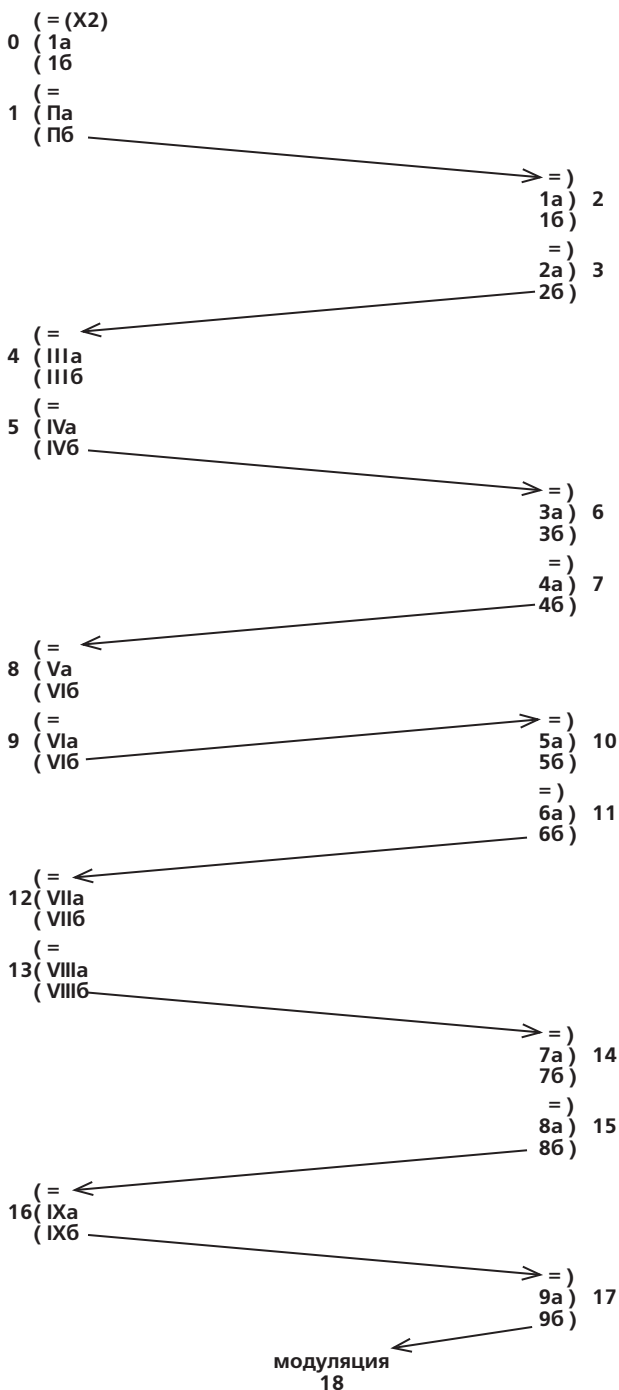 ( = (X2)
0 ( 1а
( 1б
( =
1 ( Па
( Пб
= )
1а ) 2
1б )
= )
2а ) 3
2б )
( =
4 ( IIIа
( IIIб
( =
5 ( IVа
( IVб
= )
3а ) 6
3б )
= )
4а ) 7
4б )
( =
8 ( Vа
( VIб
( =
9 ( VIа
( VIб
= )
5а ) 10
5б )
= )
6а ) 11
6б )
( =
12( VIIа
( VIIб
( =
13( VIIIа
( VIIIб
= )
7а ) 14
7б )
= )
8а ) 15
8б )
( =
16( IXа
( IXб
= )
9а ) 17
9б )
модуляция
18